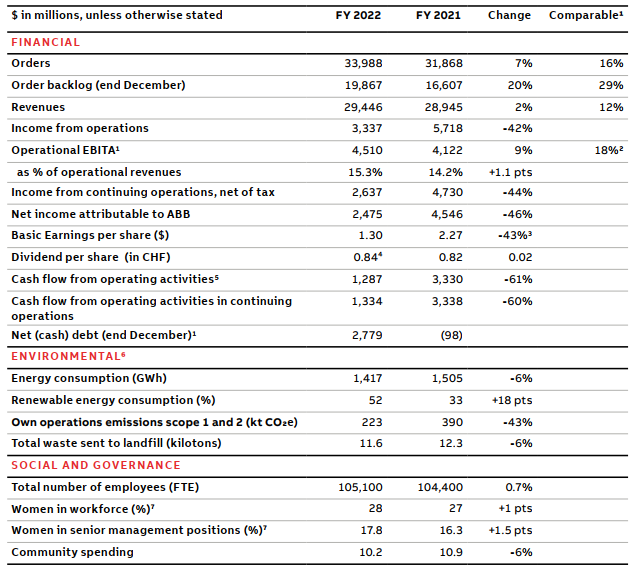 $ in millions, unless otherwise stated FY 2022 FY 2021 Change Comparable¹
FINANCIAL
Orders 33,988 31,868 7% 16%
Order backlog (end December) 19,867 16,607 20% 29%
Revenues 29,446 28,945 2% 12%
Income from operations 3,337 5,718 -42%
Operational EBITA¹ 4,510 4,122 9% 18%²
as % of operational revenues 15.3% 14.2% +1.1 pts
Income from continuing operations, net of tax 2,637 4,730 -44%
Net income attributable to ABB 2,475 4,546 -46%
Basic Earnings per share ($) 1.30 2.27 -43%³
Dividend per share (in CHF) 0.84⁴ 0.82 0.02
Cash flow from operating activities⁵ 1,287 3,330 -61%
Cash flow from operating activities in continuing
operations 1,334 3,338 -60%
Net (cash) debt (end December)¹ 2,779 (98)
ENVIRONMENTAL⁶
Energy consumption (GWh) 1,417 1,505 -6%
Renewable energy consumption (%) 52 33 +18 pts
Own operations emissions scope 1 and 2 (kt CO₂e) 223 390 -43%
Total waste sent to landfill (kilotons) 11.6 12.3 -6%
SOCIAL AND GOVERNANCE
Total number of employees (FTE) 105,100 104,400 0.7%
Women in workforce (%)⁷ 28 27 +1 pts
Women in senior management positions (%)⁷ 17.8 16.3 +1.5 pts
Community spending 10.2 10.9 -6%